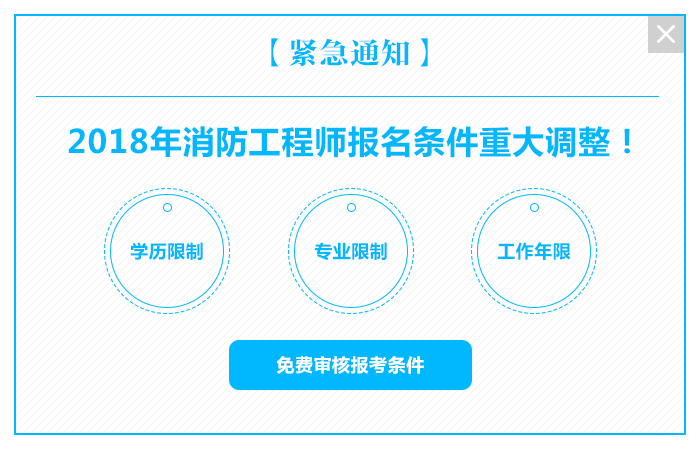 【紧急通知】
2018年消防工程师报名条件重大调整！
学历限制
专业限制
工作年限
免费审核报考条件